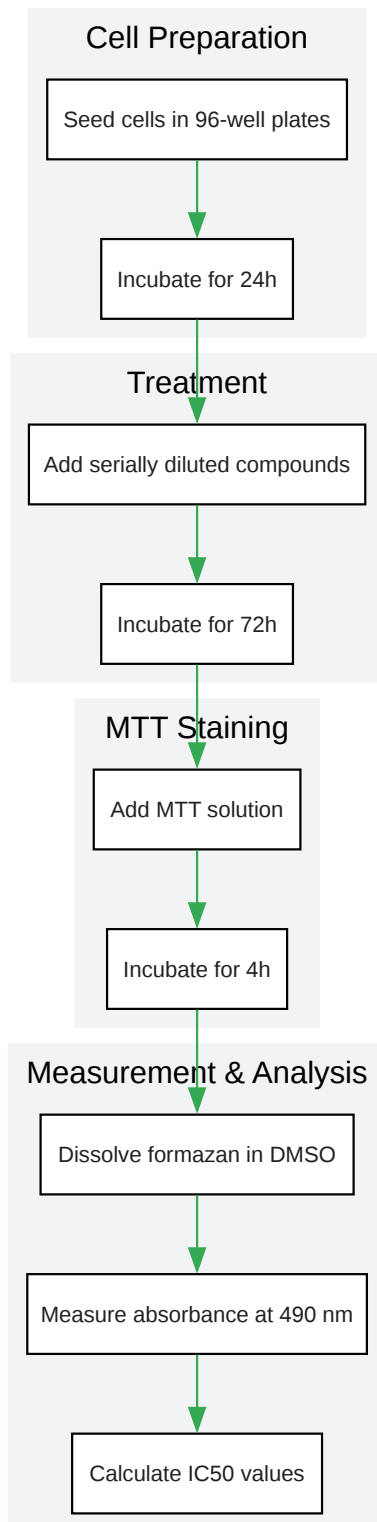 Cell Preparation
Seed cells in 96-well plates
Incubate for 24h
Treatment
Add serially diluted compounds
Incubate for 72h
MTT Staining
Add MTT solution
Incubate for 4h
Measurement & Analysis
Dissolve formazan in DMSO
Measure absorbance at 490 nm
Calculate IC50 values